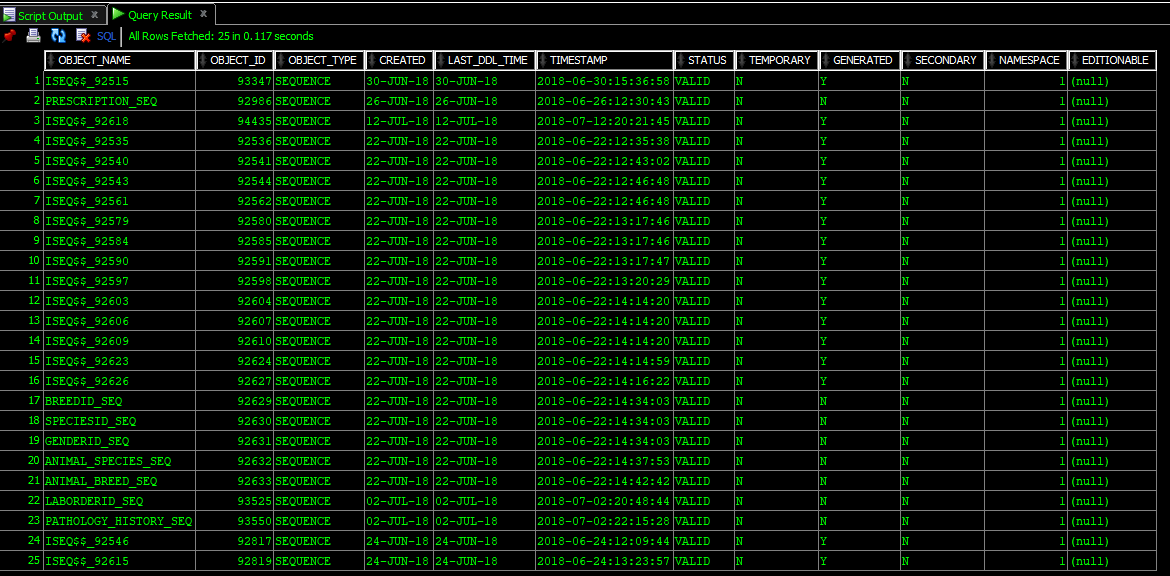 Script Output x Query Result x
SQL All Rows Fetched: 25 in 0.117 seconds
OBJECT_NAME OBJECT_ID OBJECT_TYPE CREATED LAST_DDL_TIME TIMESTAMP STATUS TEMPORARY GENERATED SECONDARY NAMESPACE EDITIONABLE
1 ISEQ$$_92515 93347 SEQUENCE 30-JUN-18 30-JUN-18 2018-06-30:15:36:58 VALID N Y N 1 (null)
2 PRESCRIPTION_SEQ 92986 SEQUENCE 26-JUN-18 26-JUN-18 2018-06-26:12:30:43 VALID N N N 1 (null)
3 ISEQ$$_92618 94435 SEQUENCE 12-JUL-18 12-JUL-18 2018-07-12:20:21:45 VALID N Y N 1 (null)
4 ISEQ$$_92535 92536 SEQUENCE 22-JUN-18 22-JUN-18 2018-06-22:12:35:38 VALID N Y N 1 (null)
5 ISEQ$$_92540 92541 SEQUENCE 22-JUN-18 22-JUN-18 2018-06-22:12:43:02 VALID N Y N 1 (null)
6 ISEQ$$_92543 92544 SEQUENCE 22-JUN-18 22-JUN-18 2018-06-22:12:46:48 VALID N Y N 1 (null)
7 ISEQ$$_92561 92562 SEQUENCE 22-JUN-18 22-JUN-18 2018-06-22:12:46:48 VALID N Y N 1 (null)
8 ISEQ$$_92579 92580 SEQUENCE 22-JUN-18 22-JUN-18 2018-06-22:13:17:46 VALID N Y N 1 (null)
9 ISEQ$$_92584 92585 SEQUENCE 22-JUN-18 22-JUN-18 2018-06-22:13:17:46 VALID N Y N 1 (null)
10 ISEQ$$_92590 92591 SEQUENCE 22-JUN-18 22-JUN-18 2018-06-22:13:17:47 VALID N Y N 1 (null)
11 ISEQ$$_92597 92598 SEQUENCE 22-JUN-18 22-JUN-18 2018-06-22:13:20:29 VALID N Y N 1 (null)
12 ISEQ$$_92603 92604 SEQUENCE 22-JUN-18 22-JUN-18 2018-06-22:14:14:20 VALID N Y N 1 (null)
13 ISEQ$$_92606 92607 SEQUENCE 22-JUN-18 22-JUN-18 2018-06-22:14:14:20 VALID N Y N 1 (null)
14 ISEQ$$_92609 92610 SEQUENCE 22-JUN-18 22-JUN-18 2018-06-22:14:14:20 VALID N Y N 1 (null)
15 ISEQ$$_92623 92624 SEQUENCE 22-JUN-18 22-JUN-18 2018-06-22:14:14:59 VALID N Y N 1 (null)
16 ISEQ$$_92626 92627 SEQUENCE 22-JUN-18 22-JUN-18 2018-06-22:14:16:22 VALID N Y N 1 (null)
17 BREEDID_SEQ 92629 SEQUENCE 22-JUN-18 22-JUN-18 2018-06-22:14:34:03 VALID N N N 1 (null)
18 SPECIESID_SEQ 92630 SEQUENCE 22-JUN-18 22-JUN-18 2018-06-22:14:34:03 VALID N N N 1 (null)
19 GENDERID_SEQ 92631 SEQUENCE 22-JUN-18 22-JUN-18 2018-06-22:14:34:03 VALID N N N 1 (null)
20 ANIMAL_SPECIES_SEQ 92632 SEQUENCE 22-JUN-18 22-JUN-18 2018-06-22:14:37:53 VALID N N N 1 (null)
21 ANIMAL_BREED_SEQ 92633 SEQUENCE 22-JUN-18 22-JUN-18 2018-06-22:14:42:42 VALID N N N 1 (null)
22 LABORDERID_SEQ 93525 SEQUENCE 02-JUL-18 02-JUL-18 2018-07-02:20:48:44 VALID N N N 1 (null)
23 PATHOLOGY_HISTORY_SEQ 93550 SEQUENCE 02-JUL-18 02-JUL-18 2018-07-02:22:15:28 VALID N N N 1 (null)
24 ISEQ$$_92546 92817 SEQUENCE 24-JUN-18 24-JUN-18 2018-06-24:12:09:44 VALID N Y N 1 (null)
25 ISEQ$$_92615 92819 SEQUENCE 24-JUN-18 24-JUN-18 2018-06-24:13:23:57 VALID N Y N 1 (null)